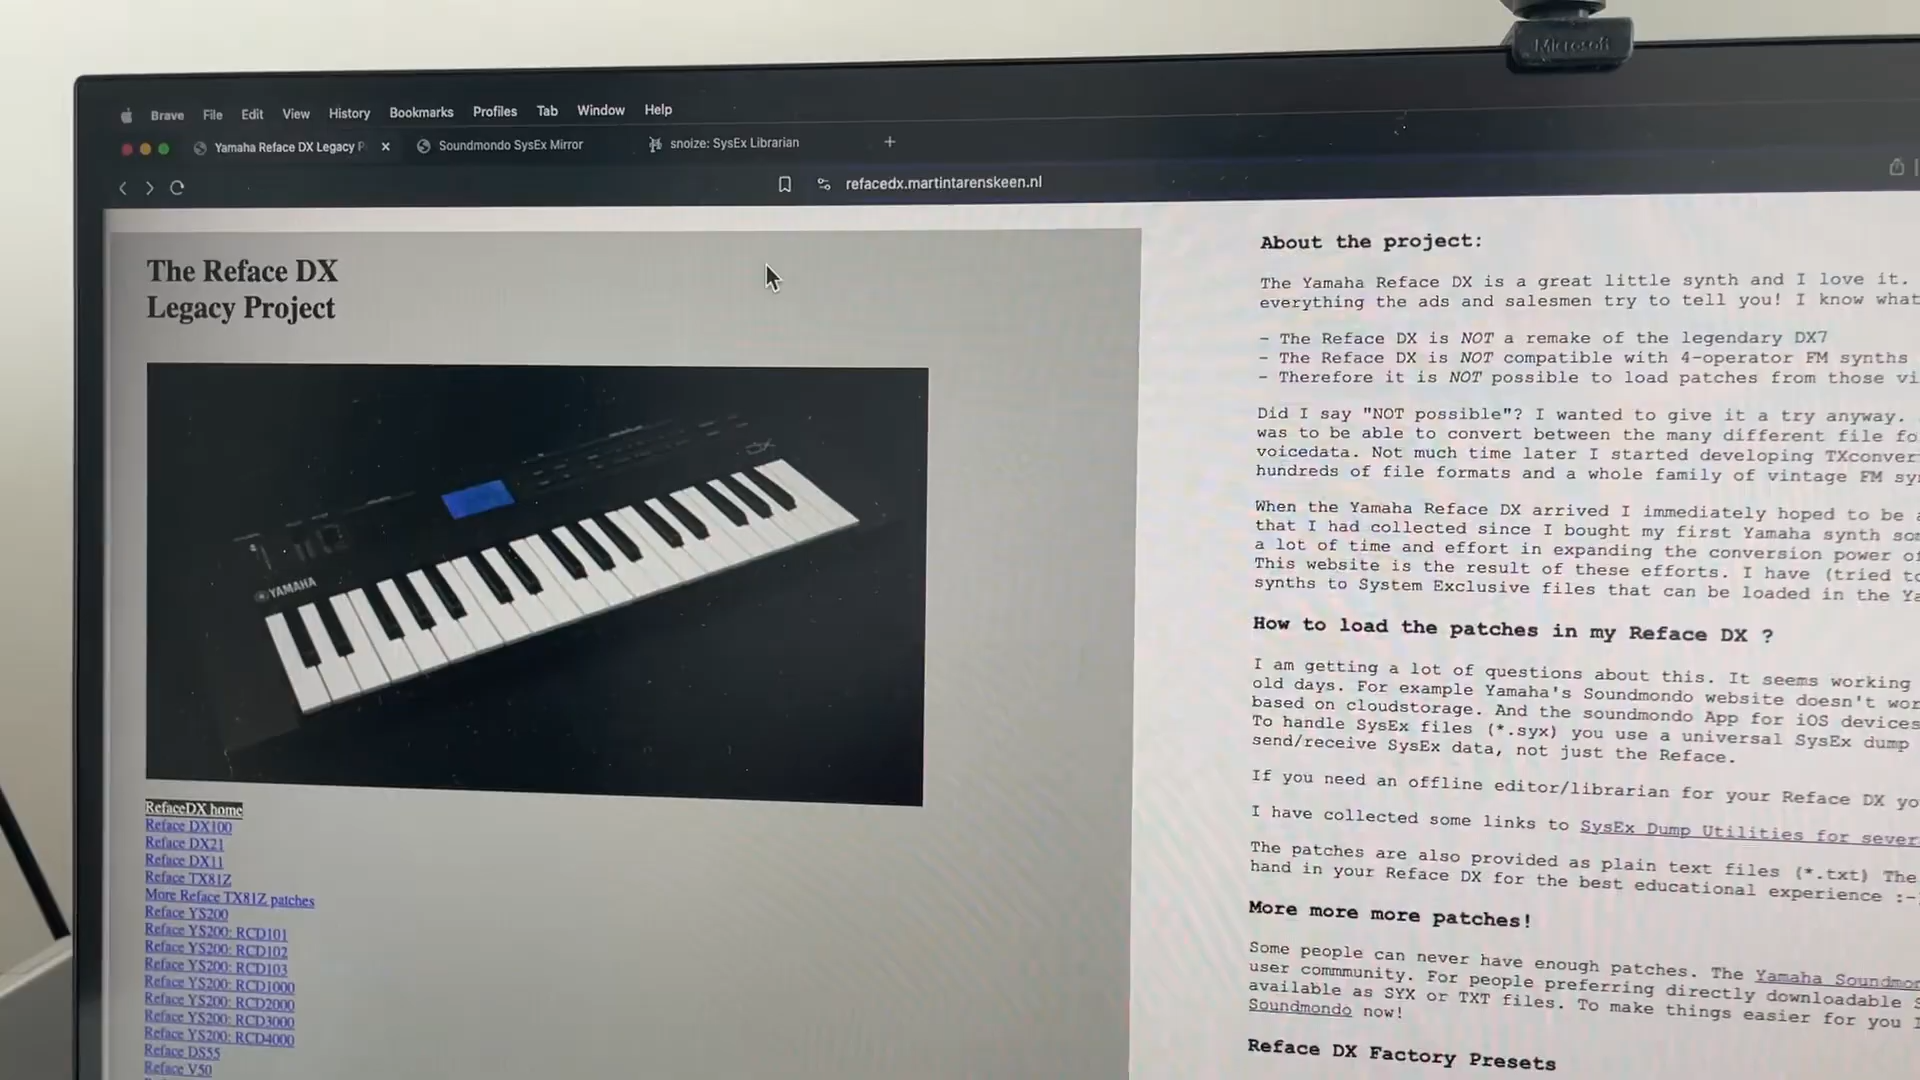 Microsoft
Brave File Edit View History Bookmarks Profiles Tab Window Help
Yamaha Reface DX Legacy P
Soundmondo SysEx Mirror
snoize: SysEx Librarian
refacedx.martintarenskeen.nl
The Reface DX
Legacy Project
YAMAHA
DX
RefaceDX home
Reface DX100
Reface DX21
Reface DX11
Reface TX81Z
More Reface TX81Z patches
Reface YS200
Reface YS200: RCD101
Reface YS200: RCD102
Reface YS200: RCD103
Reface YS200: RCD1000
Reface YS200: RCD2000
Reface YS200: RCD3000
Reface YS200: RCD4000
Reface DS55
Reface V50
About the project:
The Yamaha Reface DX is a great little synth and I love it.
everything the ads and salesmen try to tell you! I know what
- The Reface DX is NOT a remake of the legendary DX7
- The Reface DX is NOT compatible with 4-operator FM synths
- Therefore it is NOT possible to load patches from those vi
Did I say "NOT possible"? I wanted to give it a try anyway.
was to be able to convert between the many different file fo
voicedata. Not much time later I started developing TXconver
hundreds of file formats and a whole family of vintage FM sy
When the Yamaha Reface DX arrived I immediately hoped to be a
that I had collected since I bought my first Yamaha synth so
a lot of time and effort in expanding the conversion power of
This website is the result of these efforts. I have (tried to
synths to System Exclusive files that can be loaded in the Ya
How to load the patches in my Reface DX ?
I am getting a lot of questions about this. It seems working
old days. For example Yamaha's Soundmondo website doesn't wor
based on cloudstorage. And the soundmondo App for iOS devices
To handle SysEx files (*.syx) you use a universal SysEx dump
send/receive SysEx data, not just the Reface.
If you need an offline editor/librarian for your Reface DX yo
I have collected some links to SysEx Dump Utilities for sever
The patches are also provided as plain text files (*.txt) The
hand in your Reface DX for the best educational experience :-
More more more patches!
Some people can never have enough patches. The Yamaha Soundmon
user commmunity. For people preferring directly downloadable S
available as SYX or TXT files. To make things easier for you I
Soundmondo now!
Reface DX Factory Presets